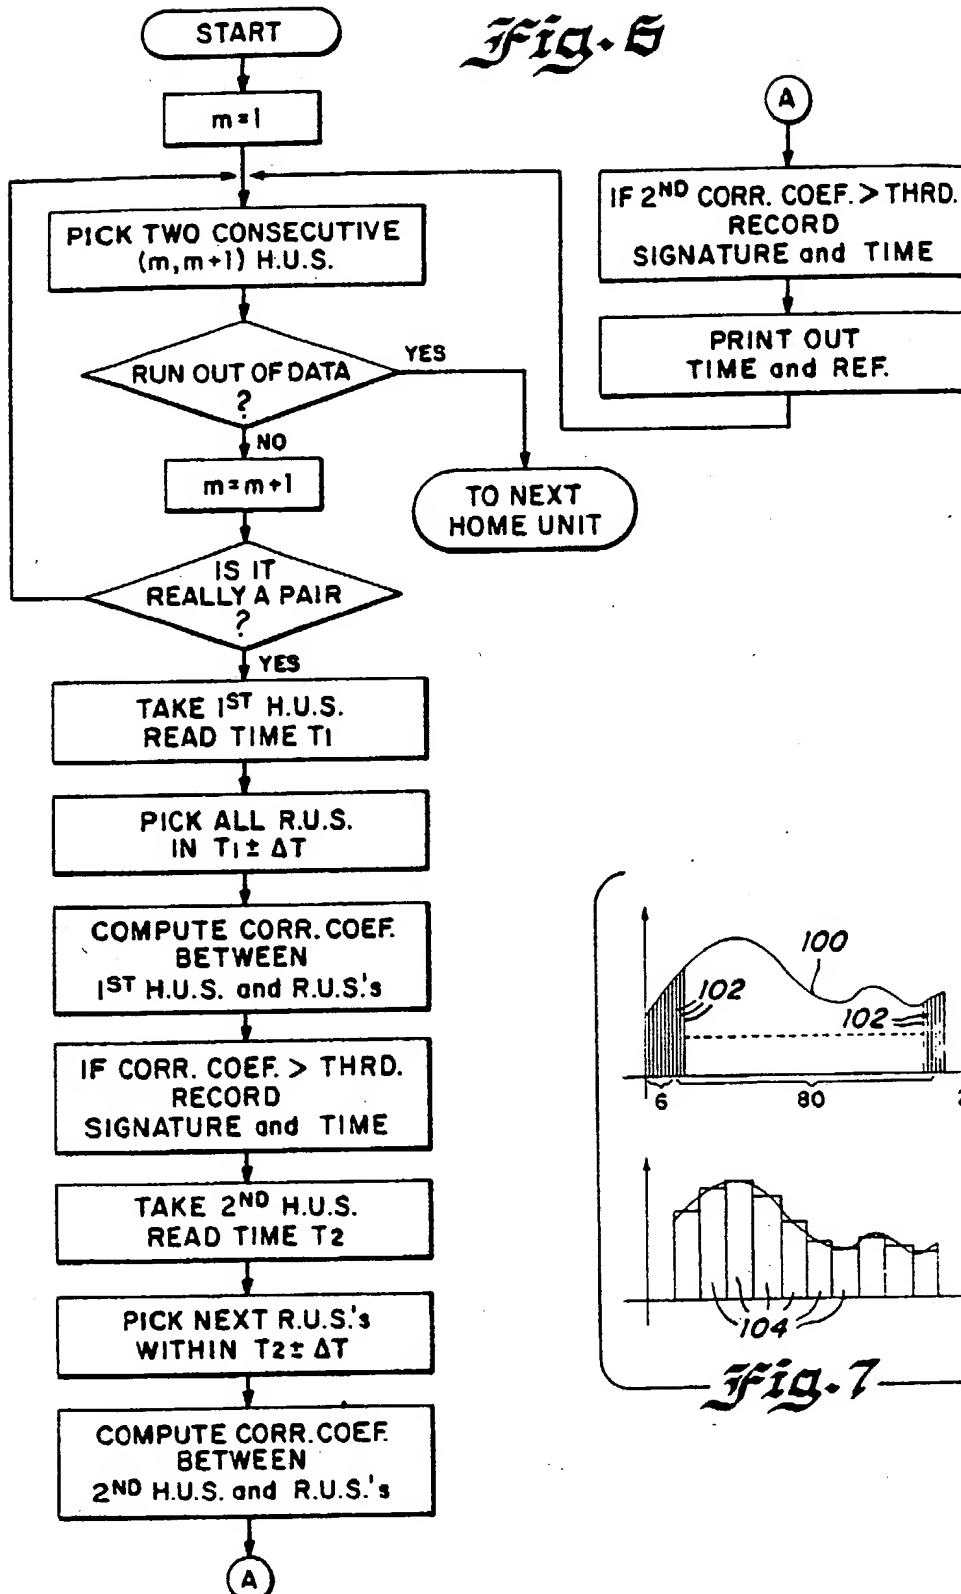 Fig. 6
START
m=1
PICK TWO CONSECUTIVE
(m,m+1) H.U.S.
RUN OUT OF DATA
?
YES
NO
m=m+1
TO NEXT
HOME UNIT
IS IT
REALLY A PAIR
?
YES
TAKE 1ST H.U.S.
READ TIME T1
PICK ALL R.U.S.
IN T1 ± ΔT
COMPUTE CORR. COEF.
BETWEEN
1ST H.U.S. and R.U.S.'s
IF CORR. COEF. > THRD.
RECORD
SIGNATURE and TIME
TAKE 2ND H.U.S.
READ TIME T2
PICK NEXT R.U.S.'s
WITHIN T2 ± ΔT
COMPUTE CORR. COEF.
BETWEEN
2ND H.U.S. and R.U.S.'s
A
A
IF 2ND CORR. COEF. > THRD.
RECORD
SIGNATURE and TIME
PRINT OUT
TIME and REF.
100
102
102
6
80
104
Fig. 7